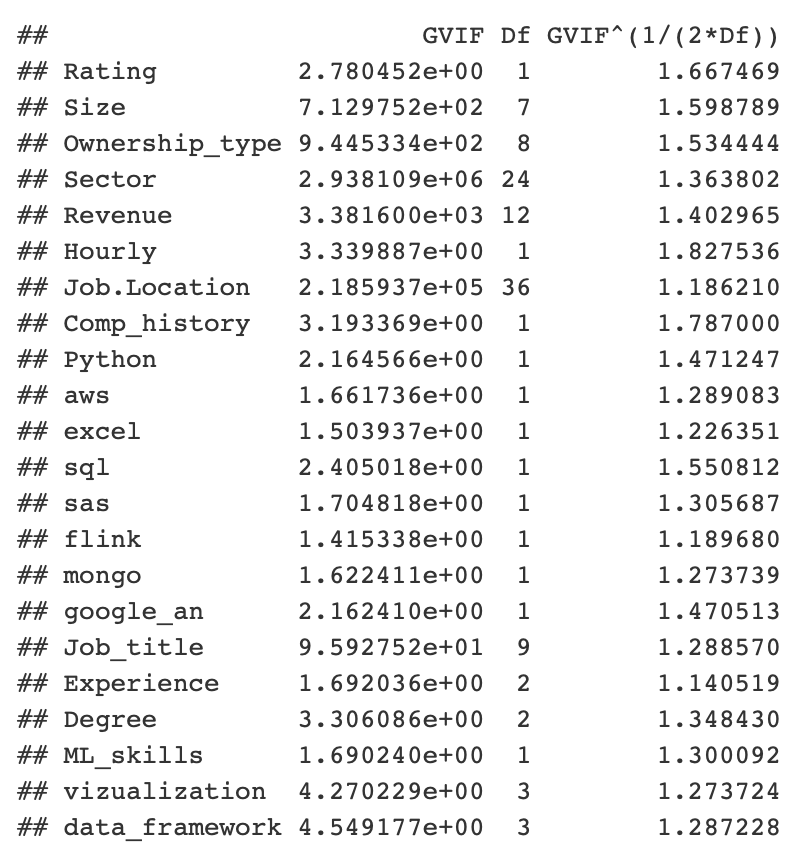 ##                     GVIF Df GVIF^(1/(2*Df))
## Rating         2.780452e+00  1        1.667469
## Size           7.129752e+02  7        1.598789
## Ownership_type 9.445334e+02  8        1.534444
## Sector         2.938109e+06 24        1.363802
## Revenue        3.381600e+03 12        1.402965
## Hourly         3.339887e+00  1        1.827536
## Job.Location   2.185937e+05 36        1.186210
## Comp_history   3.193369e+00  1        1.787000
## Python         2.164566e+00  1        1.471247
## aws            1.661736e+00  1        1.289083
## excel          1.503937e+00  1        1.226351
## sql            2.405018e+00  1        1.550812
## sas            1.704818e+00  1        1.305687
## flink          1.415338e+00  1        1.189680
## mongo          1.622411e+00  1        1.273739
## google_an      2.162410e+00  1        1.470513
## Job_title      9.592752e+01  9        1.288570
## Experience     1.692036e+00  2        1.140519
## Degree         3.306086e+00  2        1.348430
## ML_skills      1.690240e+00  1        1.300092
## vizualization  4.270229e+00  3        1.273724
## data_framework 4.549177e+00  3        1.287228